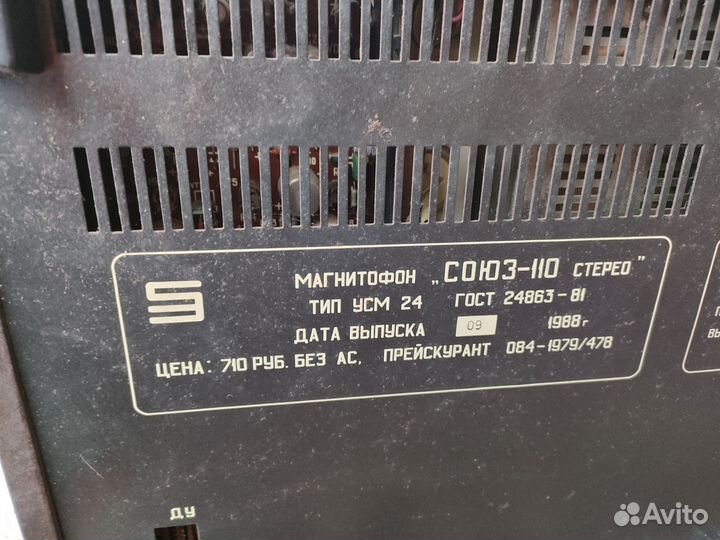 МАГНИТОФОН „СОЮЗ-110 СТЕРЕО"
ТИП УСМ 24 ГОСТ 24863-81
ДАТА ВЫПУСКА 09 1988г
ЦЕНА: 710 РУБ. БЕЗ АС, ПРЕЙСКУРАНТ 084-1979/478
ДУ
Avito